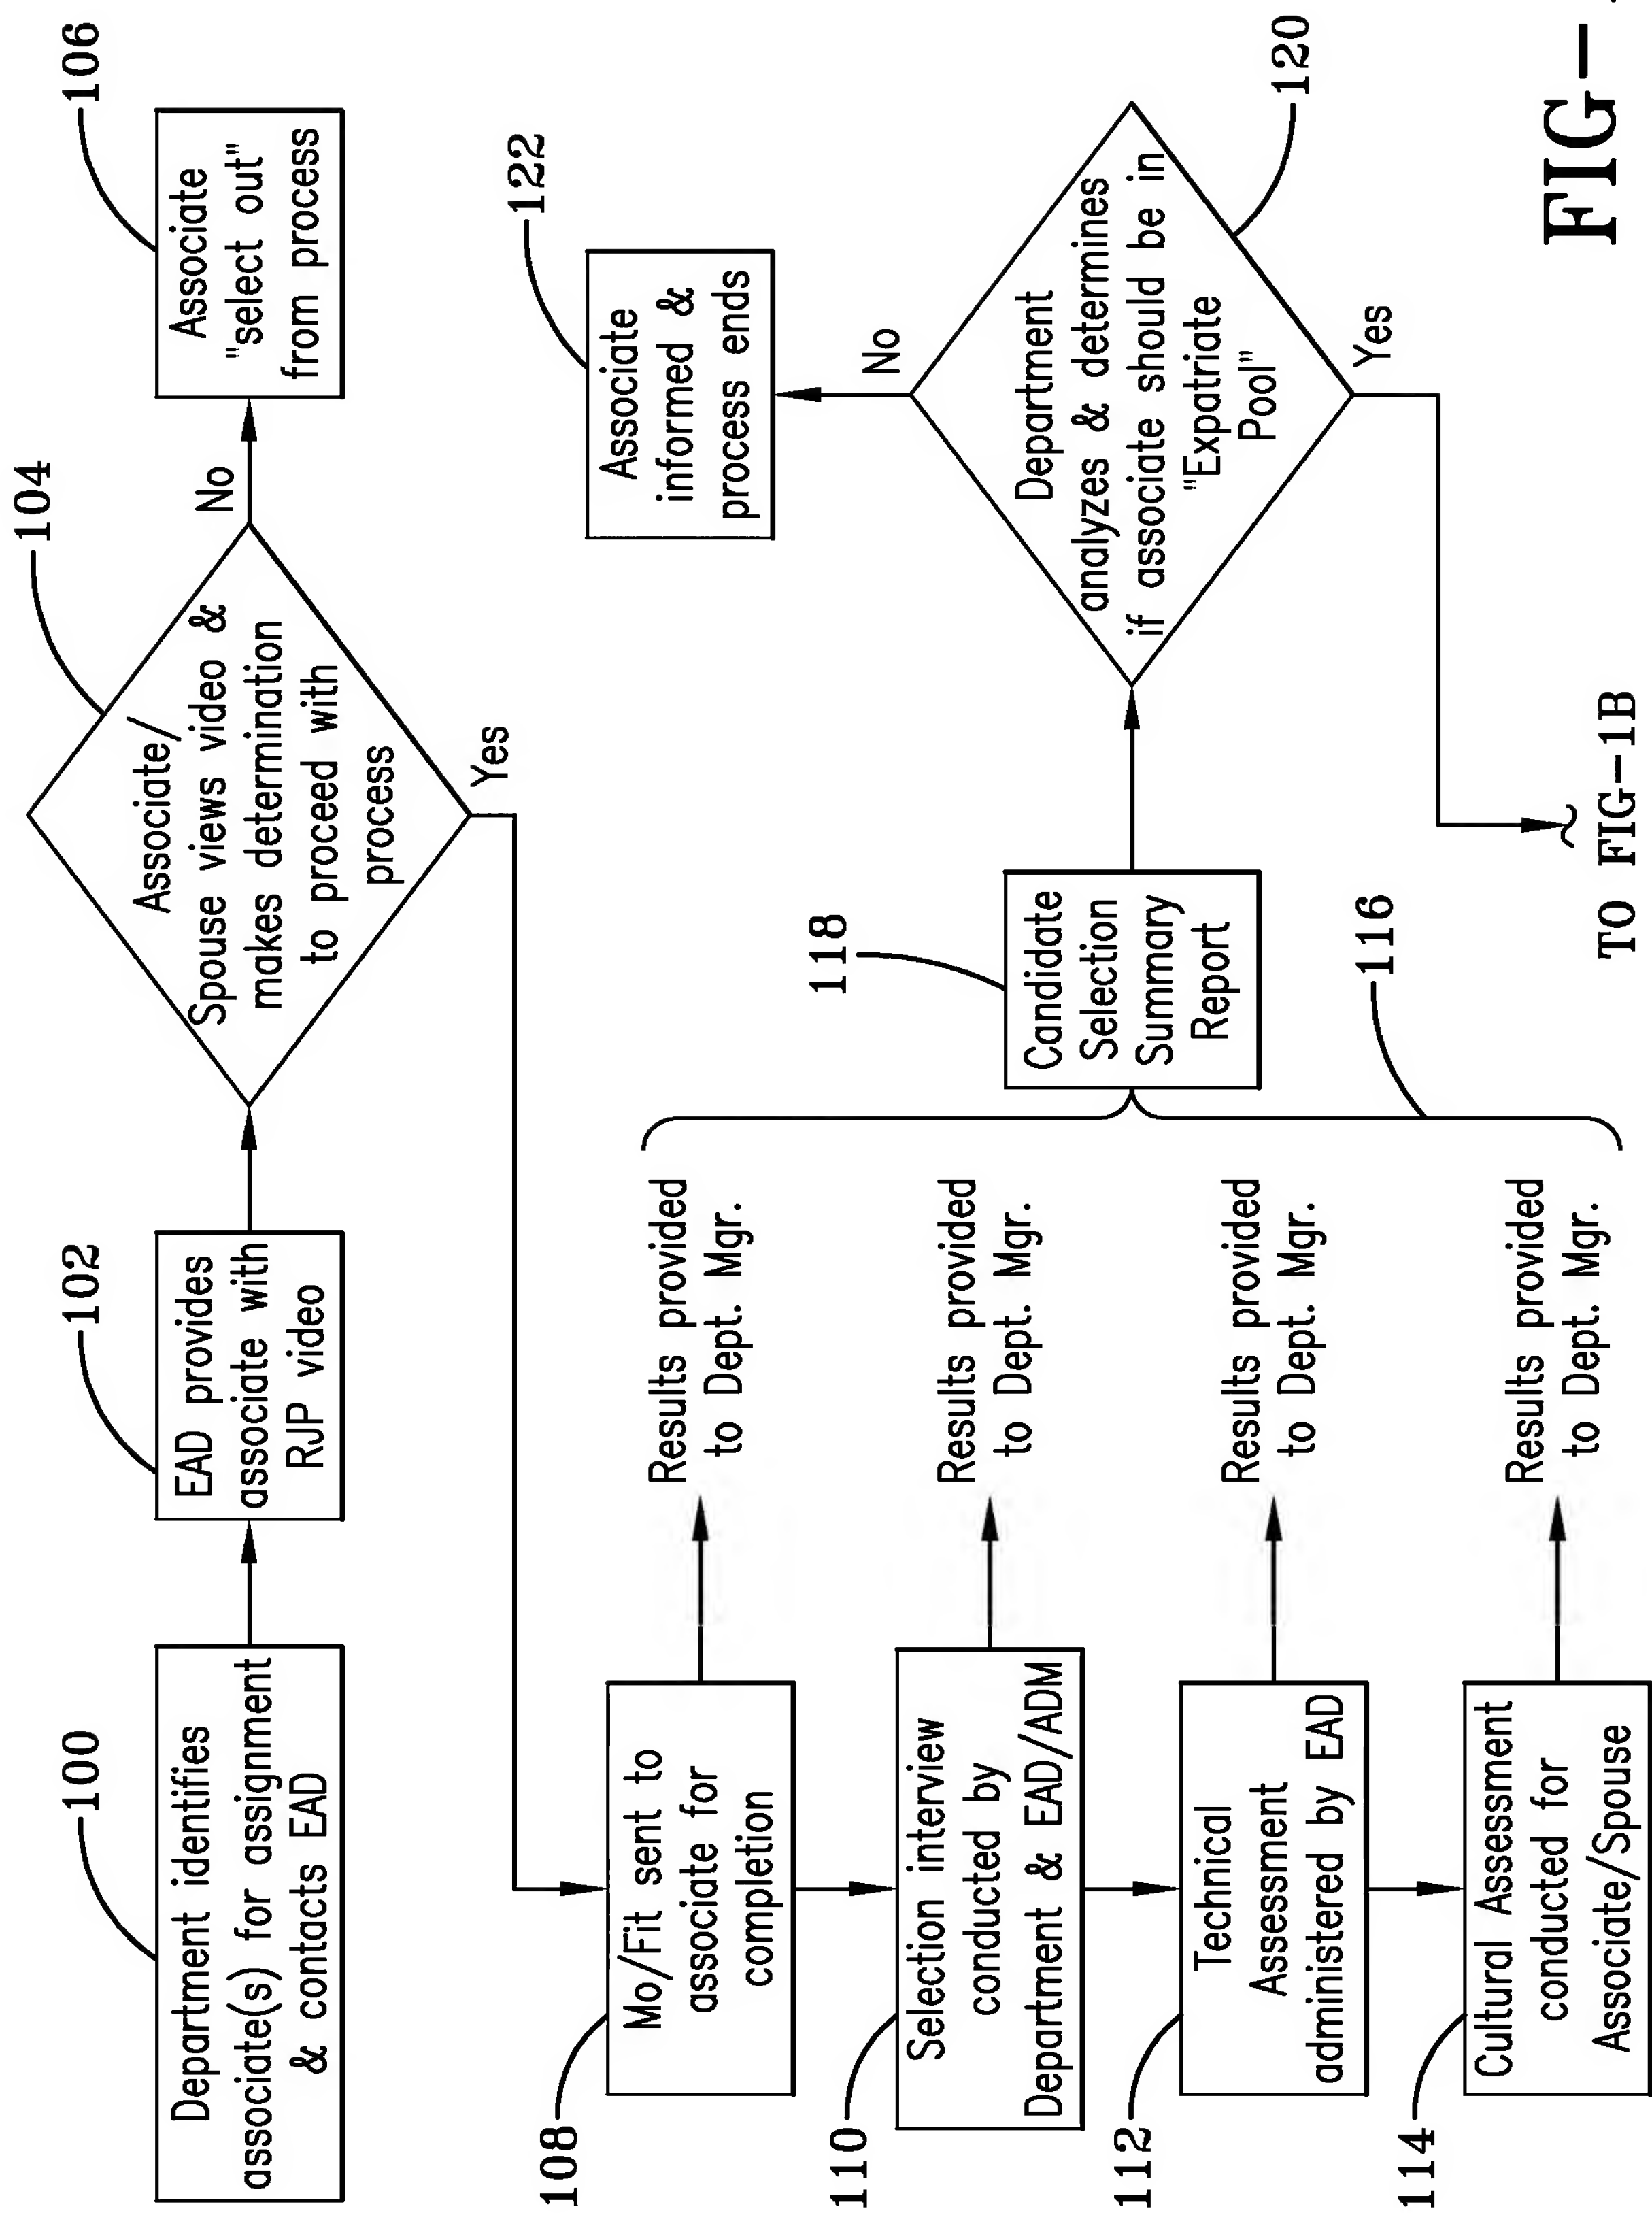 100
Department identifies
associate(s) for assignment
& contacts EAD
102
EAD provides
associate with
RJP video
104
Associate/
Spouse views video &
makes determination
to proceed with
process
No
106
Associate
"select out"
from process
Yes
108
Mo/Fit sent to
associate for
completion
Results provided
to Dept. Mgr.
110
Selection interview
conducted by
Department & EAD/ADM
Results provided
to Dept. Mgr.
112
Technical
Assessment
administered by EAD
Results provided
to Dept. Mgr.
114
Cultural Assessment
conducted for
Associate/Spouse
Results provided
to Dept. Mgr.
116
118
Candidate
Selection
Summary
Report
120
Department
analyzes & determines
if associate should be in
"Expatriate
Pool"
No
122
Associate
informed &
process ends
Yes
TO FIG-1B
FIG-